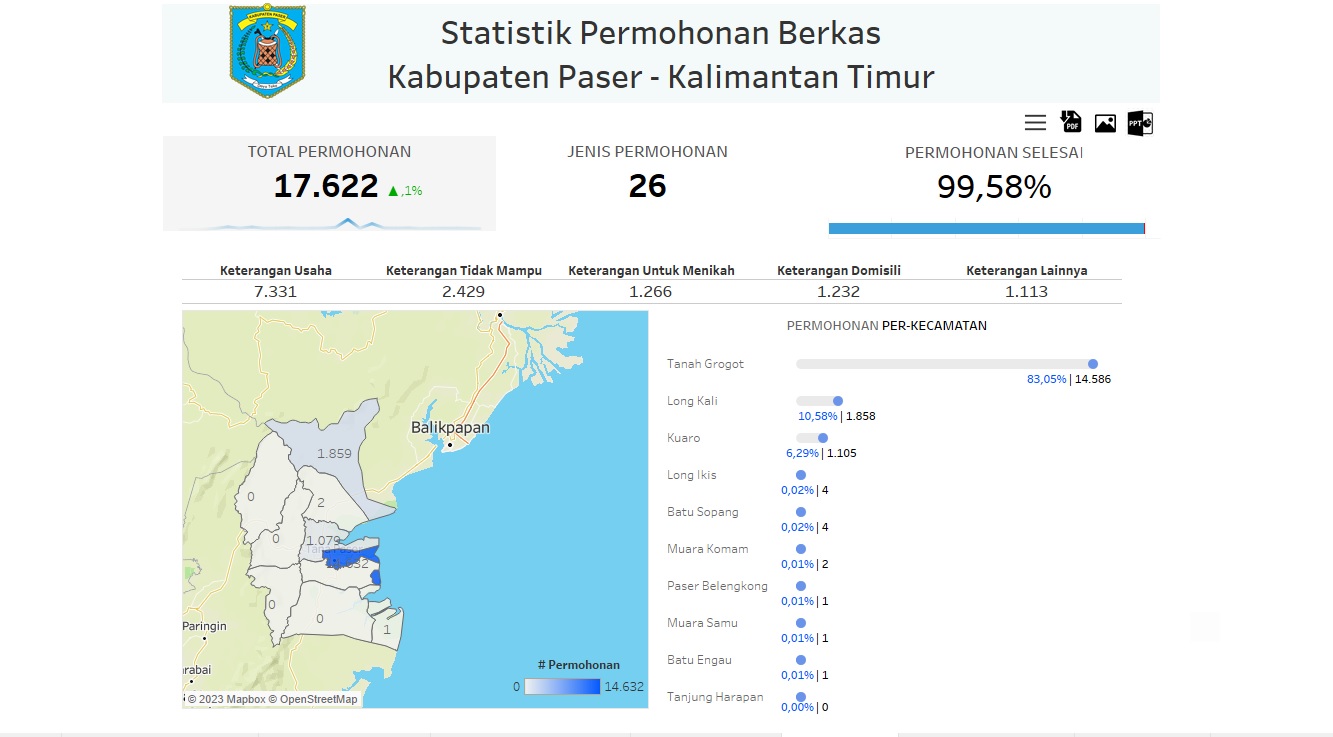 KABUPATEN PASER
Statistik Permohonan Berkas
Kabupaten Paser - Kalimantan Timur
PDF
PPT
TOTAL PERMOHONAN
JENIS PERMOHONAN
PERMOHONAN SELESAI
17.622 ▲,1%
26
99,58%
Keterangan Usaha Keterangan Tidak Mampu Keterangan Untuk Menikah Keterangan Domisili Keterangan Lainnya
7.331 2.429 1.266 1.232 1.113
Balikpapan
1.859
0
2
0
1.079
0
0
1
Paringin
# Permohonan
0 14.632
© 2023 Mapbox © OpenStreetMap
PERMOHONAN PER-KECAMATAN
Tanah Grogot
83,05% | 14.586
Long Kali
10,58% | 1.858
Kuaro
6,29% | 1.105
Long Ikis
0,02% | 4
Batu Sopang
0,02% | 4
Muara Komam
0,01% | 2
Paser Belengkong
0,01% | 1
Muara Samu
0,01% | 1
Batu Engau
0,01% | 1
Tanjung Harapan
0,00% | 0